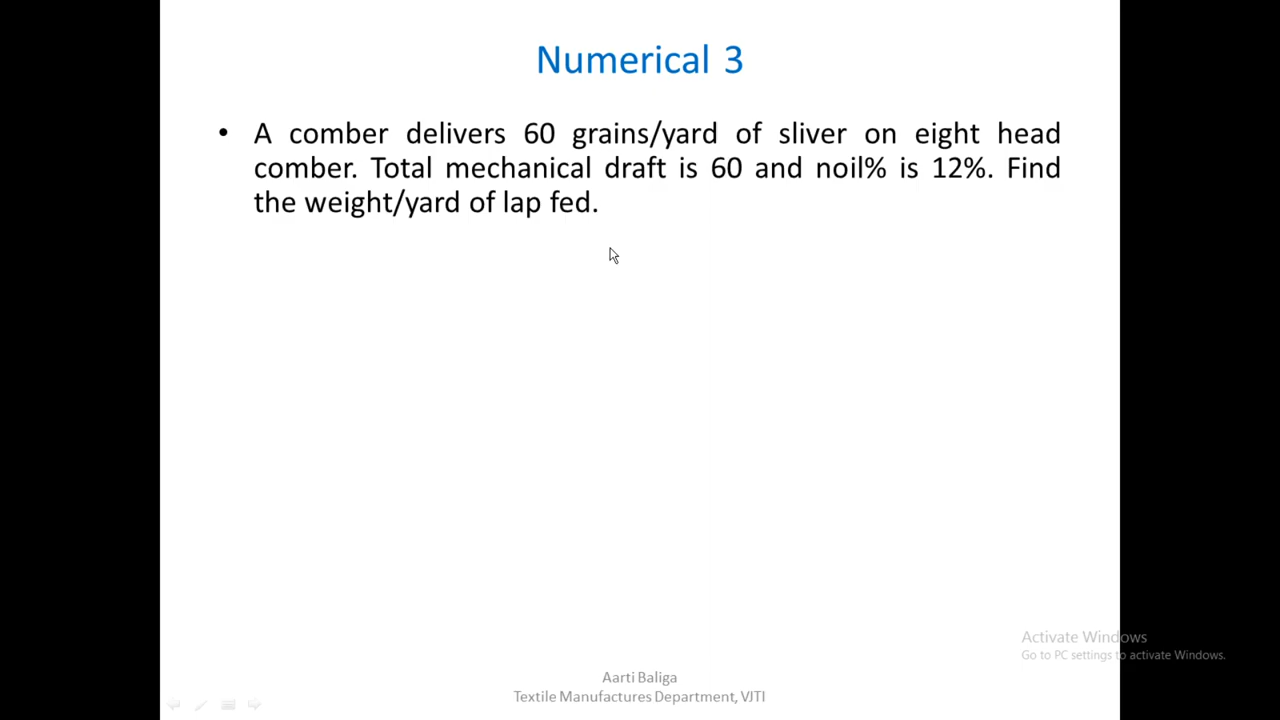 Numerical 3
• A comber delivers 60 grains/yard of sliver on eight head
comber. Total mechanical draft is 60 and noil% is 12%. Find
the weight/yard of lap fed.
Activate Windows
Go to PC settings to activate Windows.
Aarti Baliga
Textile Manufactures Department, VJTI